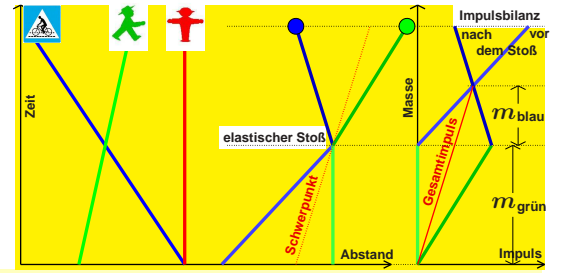 Impulsbilanz
nach vor
dem Stoß
Zeit
Masse
m blau
elastischer Stoß
Gesamtimpuls
Schwerpunkt
m grün
Abstand
Impuls